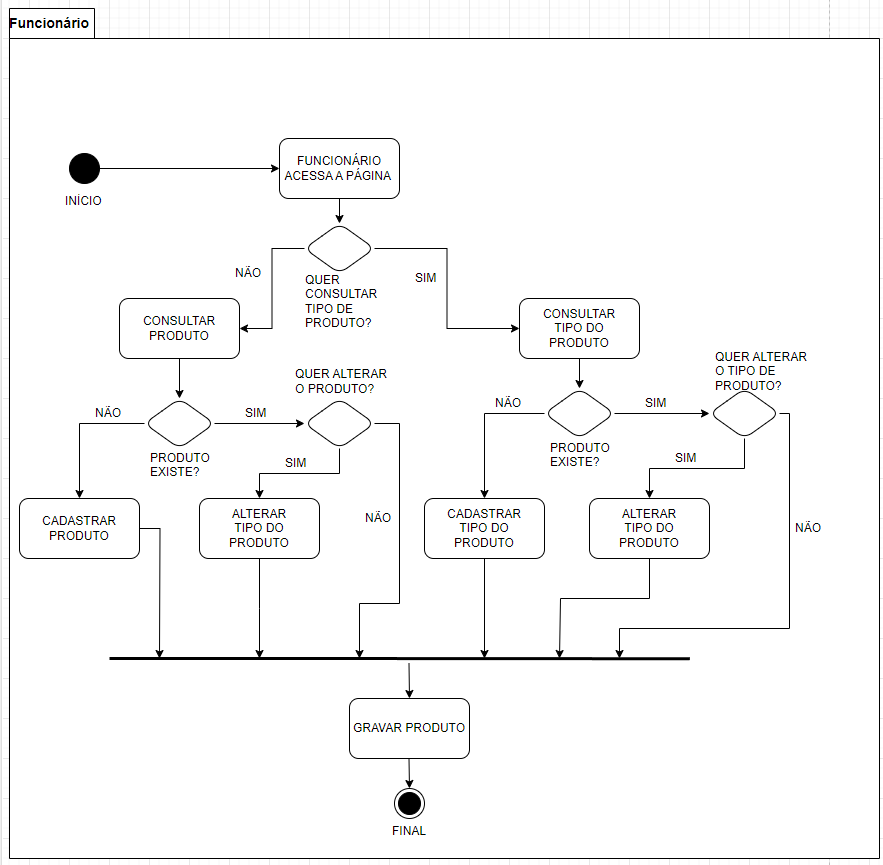 Funcionário
FUNCIONÁRIO
ACESSA A PÁGINA
INÍCIO
NÃO
QUER
CONSULTAR
TIPO DE
PRODUTO?
SIM
CONSULTAR
PRODUTO
CONSULTAR
TIPO DO
PRODUTO
QUER ALTERAR
O PRODUTO?
QUER ALTERAR
O TIPO DE
PRODUTO?
NÃO
SIM
NÃO
SIM
PRODUTO
EXISTE?
SIM
PRODUTO
EXISTE?
SIM
CADASTRAR
PRODUTO
ALTERAR
TIPO DO
PRODUTO
NÃO
CADASTRAR
TIPO DO
PRODUTO
ALTERAR
TIPO DO
PRODUTO
NÃO
GRAVAR PRODUTO
FINAL